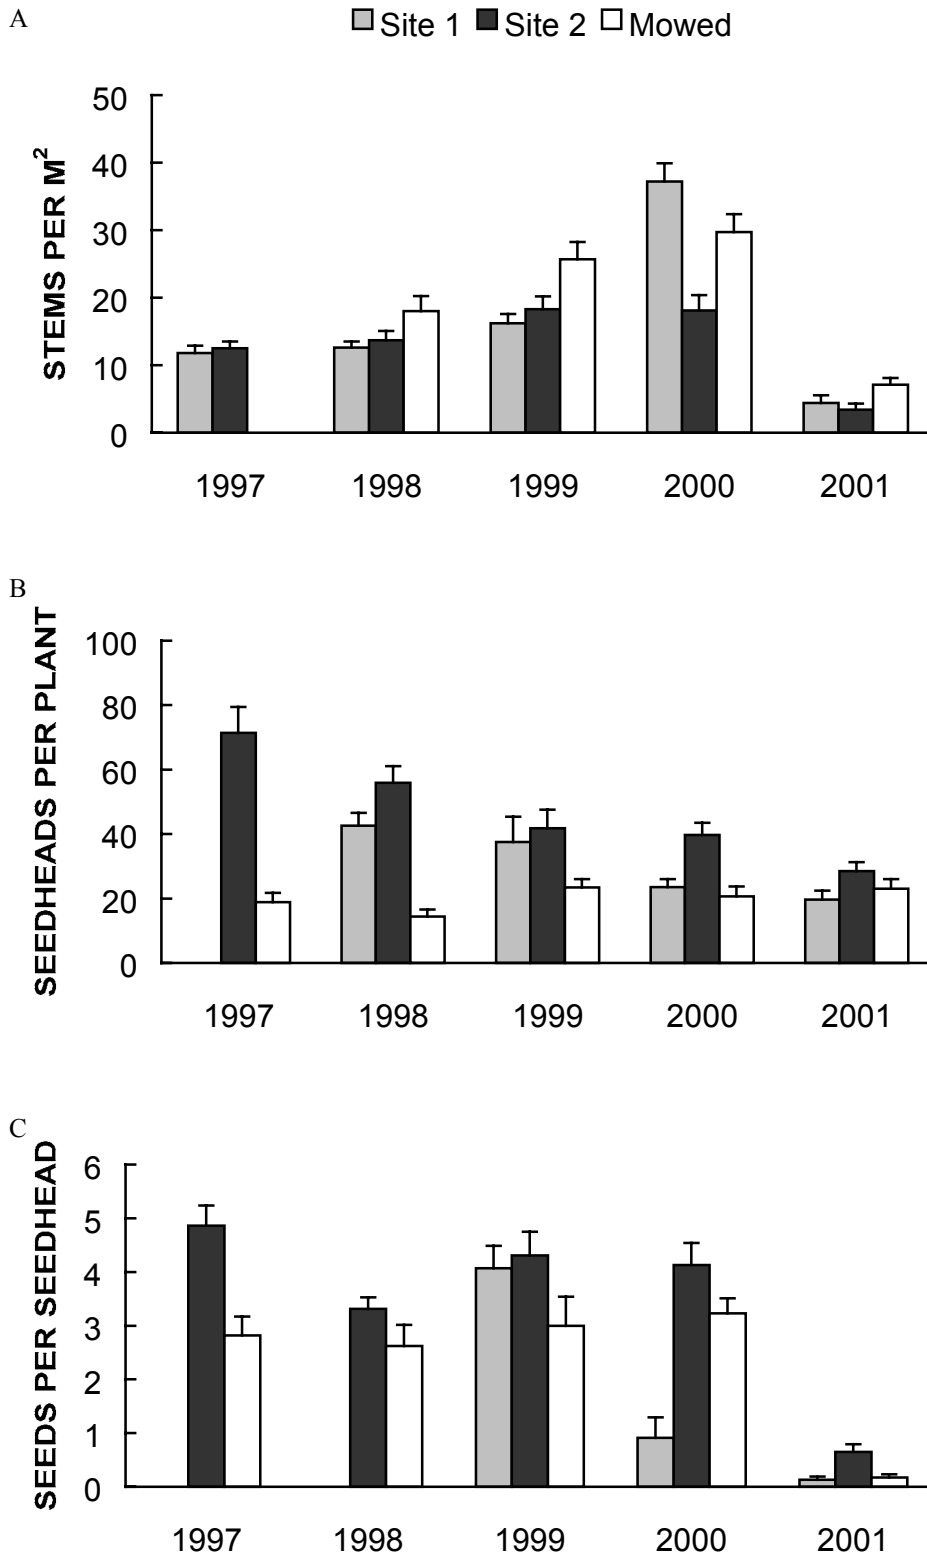 A
Site 1 Site 2 Mowed
STEMS PER M²
50
40
30
20
10
0
1997 1998 1999 2000 2001
B
SEEDHEADS PER PLANT
100
80
60
40
20
0
1997 1998 1999 2000 2001
C
SEEDS PER SEEDHEAD
6
5
4
3
2
1
0
1997 1998 1999 2000 2001